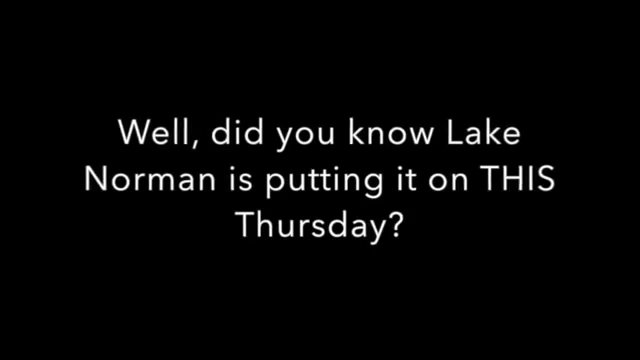 Well, did you know Lake
Norman is putting it on THIS
Thursday?